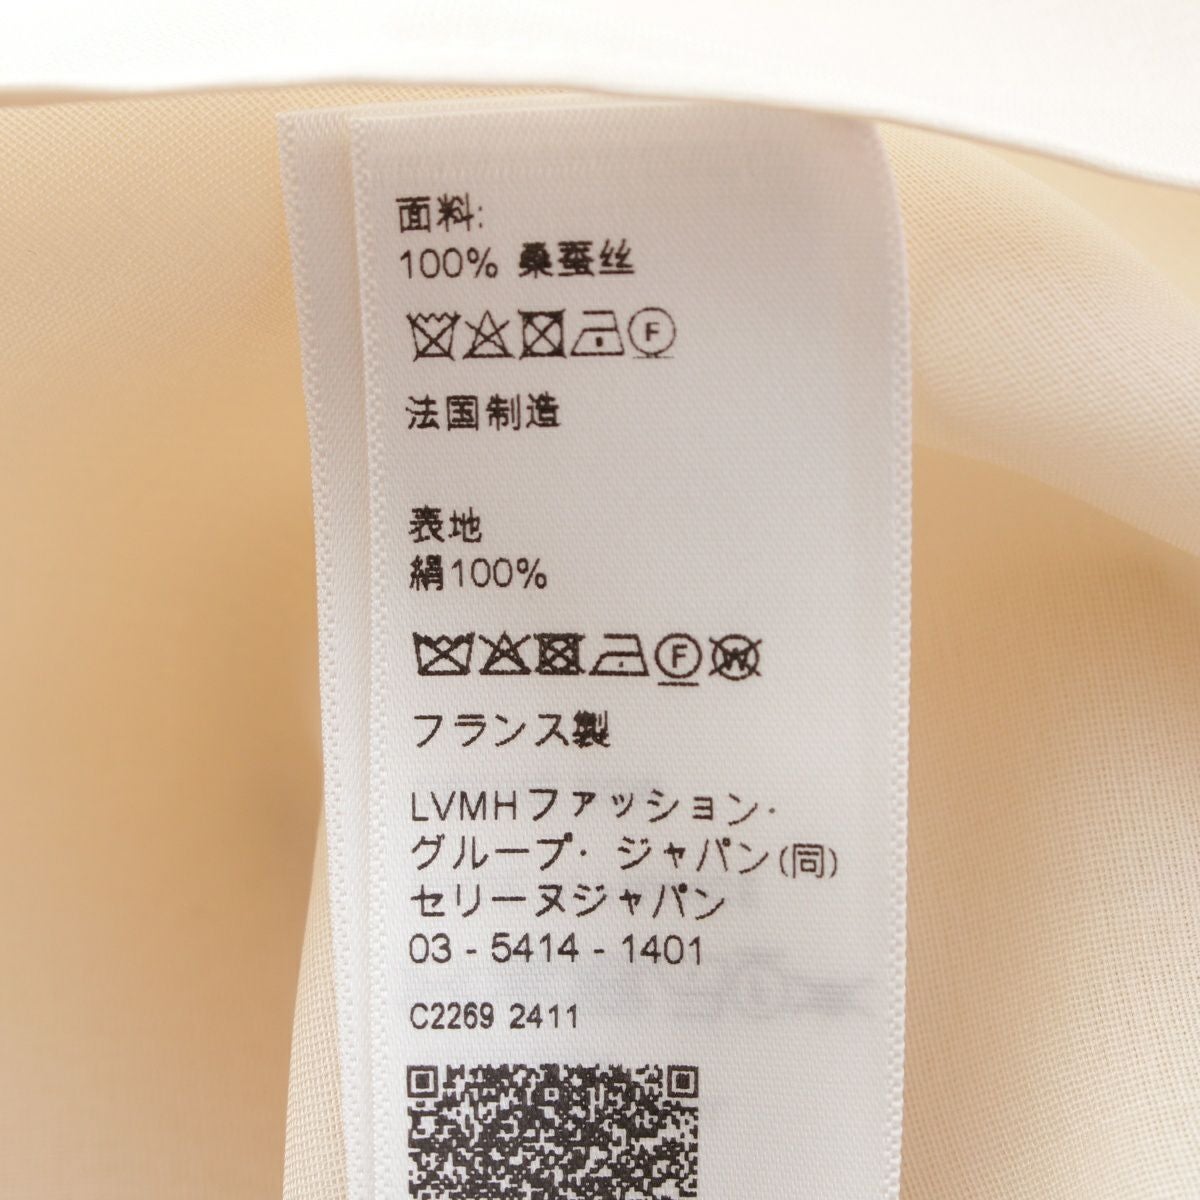 面料:
100% 桑蚕丝
F
法国制造
表地
絹100%
F W
フランス製
LVMHファッション·
グループ· ジャパン(同)
セリーヌジャパン
03 - 5414 - 1401
C2269 2411